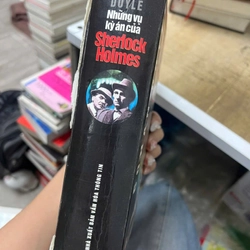 DOYLE
Những vụ
kỳ án của
Sherlock
Holmes
NHÀ XUẤT BẢN VĂN HÓA THÔNG TIN